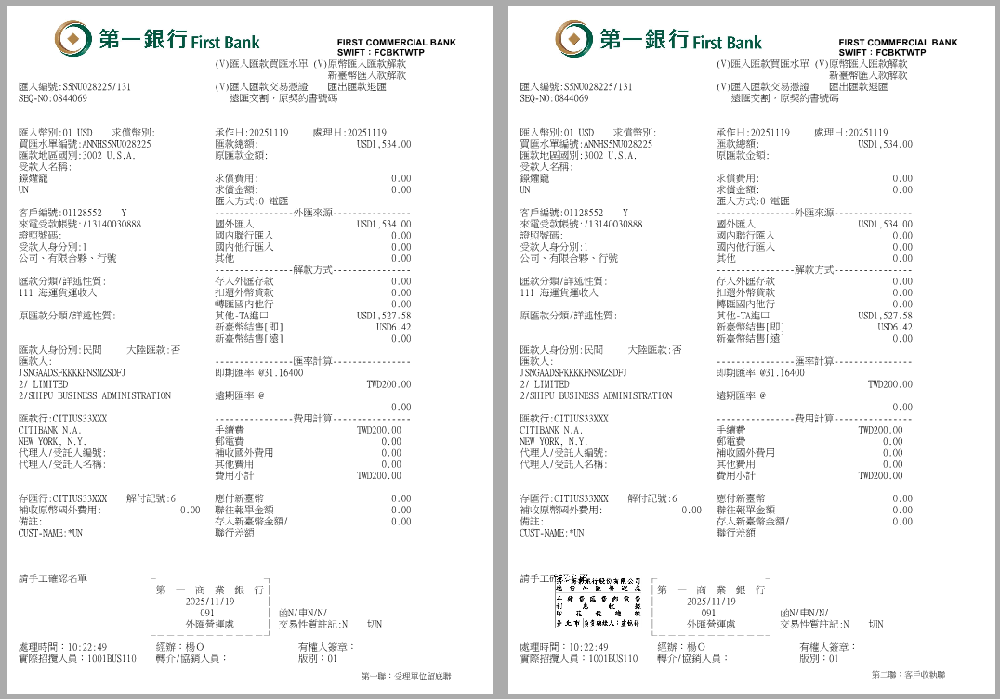 第一銀行 First Bank
FIRST COMMERCIAL BANK
SWIFT：FCBKTWTP
(V)匯入匯款買匯水單 (V)原幣匯入匯款解款
新臺幣匯入款解款
匯入編號:S5NU028225/131 (V)匯入匯款交易憑證 匯出匯款退匯
SEQ-NO:0844069 遠匯交割，原契約書號碼
匯入幣別:01 USD 求償幣別: 承作日:20251119 處理日:20251119
買匯水單編號:ANNHS5NU028225 匯款總額: USD1,534.00
匯款地區國別:3002 U.S.A. 原匯款金額:
受款人名稱:
鐛爟寵 求償費用: 0.00
UN 求償金額: 0.00
匯入方式:0 電匯
客戶編號:01128552 Y ---------------外匯來源---------------
來電受款帳號:/13140030888 國外匯入 USD1,534.00
證照號碼: 國內聯行匯入 0.00
受款人身分別:1 國內他行匯入 0.00
公司、有限合夥、行號 其他 0.00
---------------解款方式---------------
匯款分類/詳述性質: 存入外匯存款 0.00
111 海運貨運收入 扣還外幣貸款 0.00
轉匯國內他行 0.00
原匯款分類/詳述性質: 其他-TA進口 USD1,527.58
新臺幣結售[即] USD6.42
新臺幣結售[遠] 0.00
匯款人身份別:民間 大陸匯款:否
匯款人: ---------------匯率計算---------------
JSNGAADSFKKKKFNSMZSDFJ 即期匯率 @31.16400
2/ LIMITED TWD200.00
2/SHIPU BUSINESS ADMINISTRATION 遠期匯率 @
0.00
匯款行:CITIUS33XXX ---------------費用計算---------------
CITIBANK N.A. 手續費 TWD200.00
NEW YORK, N.Y. 郵電費 0.00
代理人/受託人編號: 補收國外費用 0.00
代理人/受託人名稱: 其他費用 0.00
費用小計 TWD200.00
存匯行:CITIUS33XXX 解付記號:6 應付新臺幣 0.00
補收原幣國外費用: 0.00 聯往報單金額 0.00
備註: 存入新臺幣金額/ 0.00
CUST-NAME:*UN 聯行差額
請手工確認名單
第 一 商 業 銀 行
2025/11/19
091 函N/申N/N/
外匯營運處 交易性質註記:N 切N
處理時間：10:22:49 經辦：楊Ｏ 有權人簽章：
實際招攬人員：1001BUS110 轉介/協銷人員： 版別：01
第一聯：受理單位留底聯
第一銀行 First Bank
FIRST COMMERCIAL BANK
SWIFT：FCBKTWTP
(V)匯入匯款買匯水單 (V)原幣匯入匯款解款
新臺幣匯入款解款
匯入編號:S5NU028225/131 (V)匯入匯款交易憑證 匯出匯款退匯
SEQ-NO:0844069 遠匯交割，原契約書號碼
匯入幣別:01 USD 求償幣別: 承作日:20251119 處理日:20251119
買匯水單編號:ANNHS5NU028225 匯款總額: USD1,534.00
匯款地區國別:3002 U.S.A. 原匯款金額:
受款人名稱:
鐛爟寵 求償費用: 0.00
UN 求償金額: 0.00
匯入方式:0 電匯
客戶編號:01128552 Y ---------------外匯來源---------------
來電受款帳號:/13140030888 國外匯入 USD1,534.00
證照號碼: 國內聯行匯入 0.00
受款人身分別:1 國內他行匯入 0.00
公司、有限合夥、行號 其他 0.00
---------------解款方式---------------
匯款分類/詳述性質: 存入外匯存款 0.00
111 海運貨運收入 扣還外幣貸款 0.00
轉匯國內他行 0.00
原匯款分類/詳述性質: 其他-TA進口 USD1,527.58
新臺幣結售[即] USD6.42
新臺幣結售[遠] 0.00
匯款人身份別:民間 大陸匯款:否
匯款人: ---------------匯率計算---------------
JSNGAADSFKKKKFNSMZSDFJ 即期匯率 @31.16400
2/ LIMITED TWD200.00
2/SHIPU BUSINESS ADMINISTRATION 遠期匯率 @
0.00
匯款行:CITIUS33XXX ---------------費用計算---------------
CITIBANK N.A. 手續費 TWD200.00
NEW YORK, N.Y. 郵電費 0.00
代理人/受託人編號: 補收國外費用 0.00
代理人/受託人名稱: 其他費用 0.00
費用小計 TWD200.00
存匯行:CITIUS33XXX 解付記號:6 應付新臺幣 0.00
補收原幣國外費用: 0.00 聯往報單金額 0.00
備註: 存入新臺幣金額/ 0.00
CUST-NAME:*UN 聯行差額
請手工
第 一 商 業 銀 行
2025/11/19
091 函N/申N/N/
外匯營運處 交易性質註記:N 切N
處理時間：10:22:49 經辦：楊Ｏ 有權人簽章：
實際招攬人員：1001BUS110 轉介/協銷人員： 版別：01
第二聯：客戶收執聯